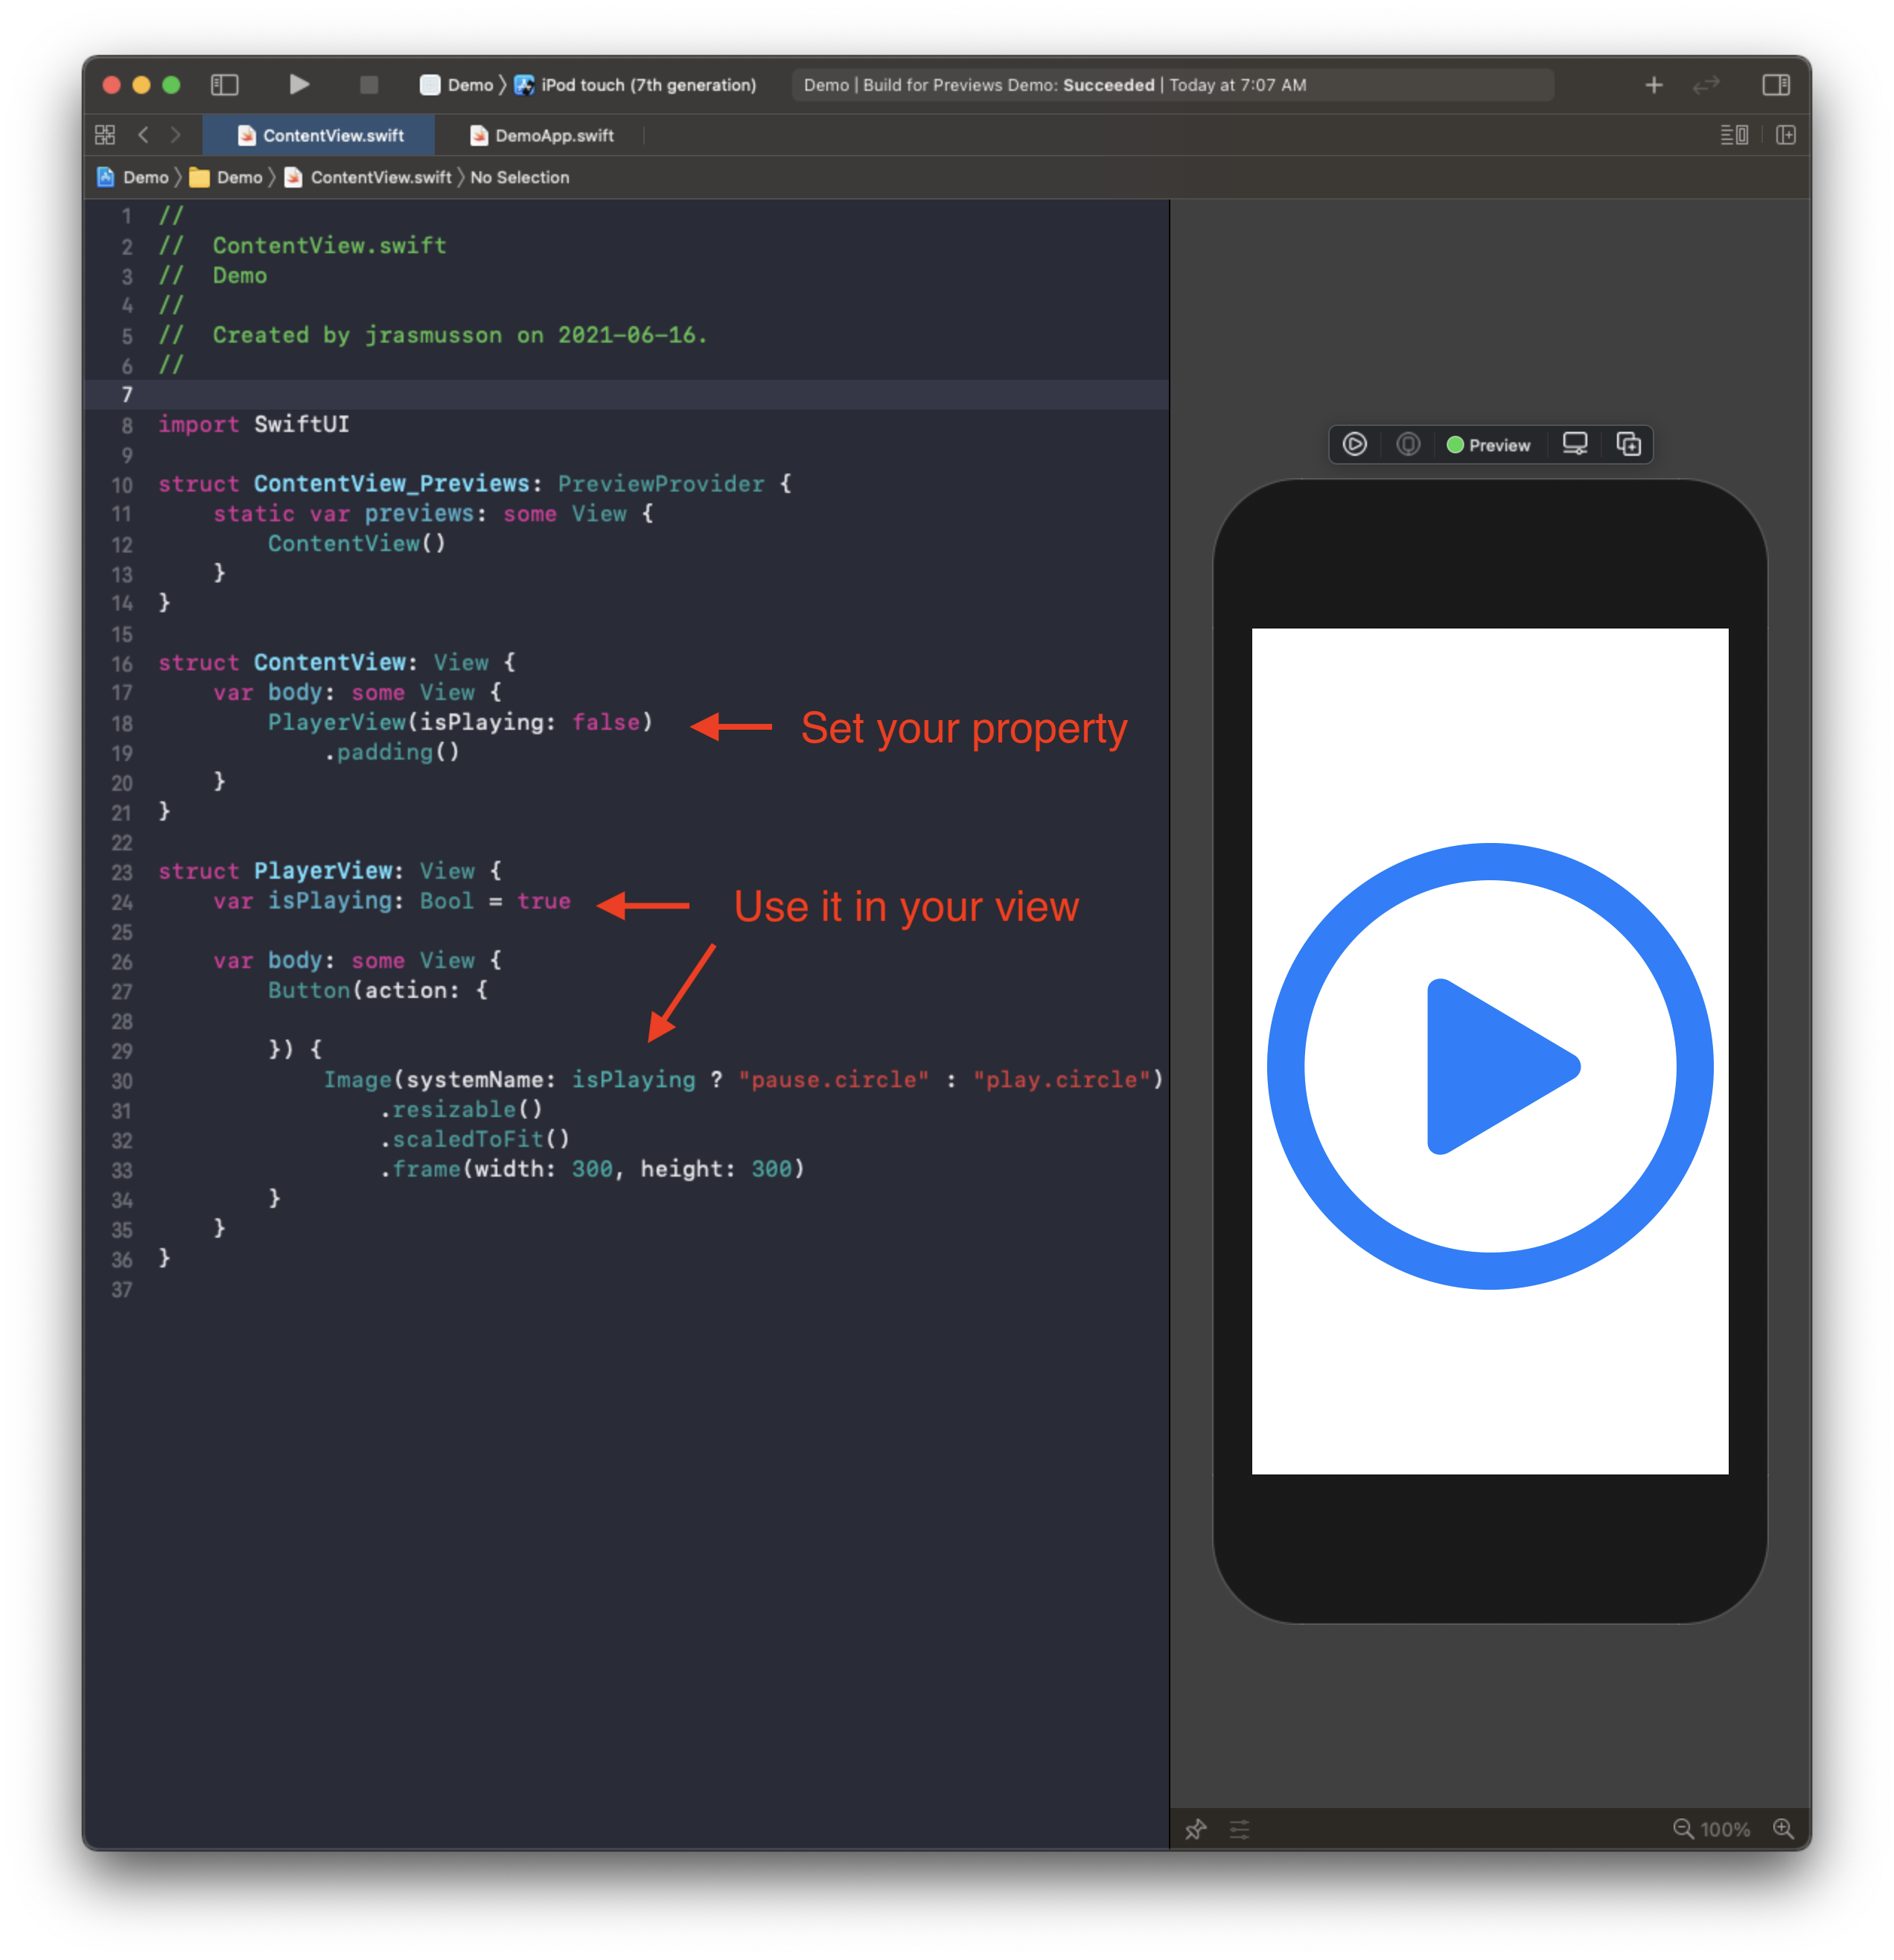 Demo 〉 iPod touch (7th generation)
Demo | Build for Previews Demo: Succeeded | Today at 7:07 AM
ContentView.swift
DemoApp.swift
Demo 〉 Demo 〉 ContentView.swift 〉 No Selection
1 //
2 //  ContentView.swift
3 //  Demo
4 //
5 //  Created by jrasmusson on 2021-06-16.
6 //
7
8 import SwiftUI
9
10 struct ContentView_Previews: PreviewProvider {
11     static var previews: some View {
12         ContentView()
13     }
14 }
15
16 struct ContentView: View {
17     var body: some View {
18         PlayerView(isPlaying: false)
19             .padding()
20     }
21 }
22
23 struct PlayerView: View {
24     var isPlaying: Bool = true
25
26     var body: some View {
27         Button(action: {
28
29         }) {
30             Image(systemName: isPlaying ? "pause.circle" : "play.circle")
31                 .resizable()
32                 .scaledToFit()
33                 .frame(width: 300, height: 300)
34         }
35     }
36 }
37
Set your property
Use it in your view
Preview
100%